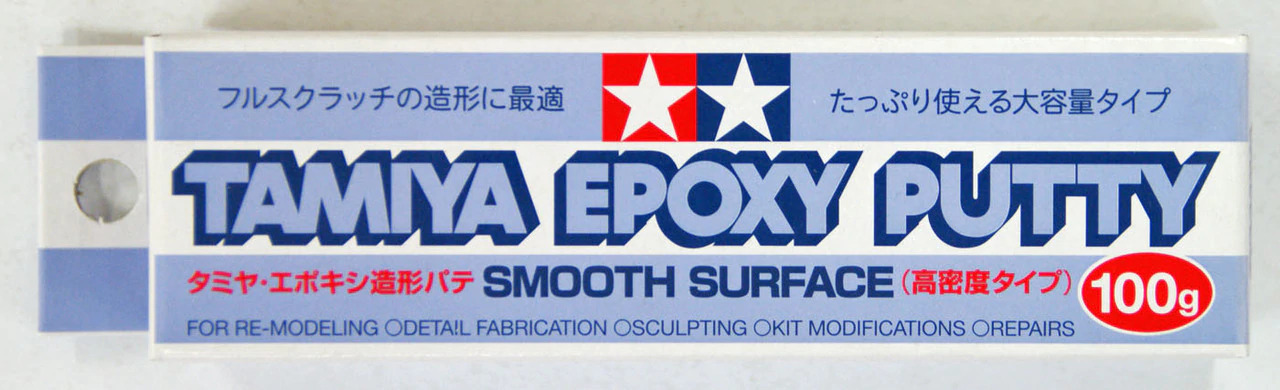 フルスクラッチの造形に最適
たっぷり使える大容量タイプ
TAMIYA EPOXY PUTTY
タミヤ・エポキシ造形パテ SMOOTH SURFACE (高密度タイプ) 100g
FOR RE-MODELING ○DETAIL FABRICATION ○SCULPTING ○KIT MODIFICATIONS ○REPAIRS